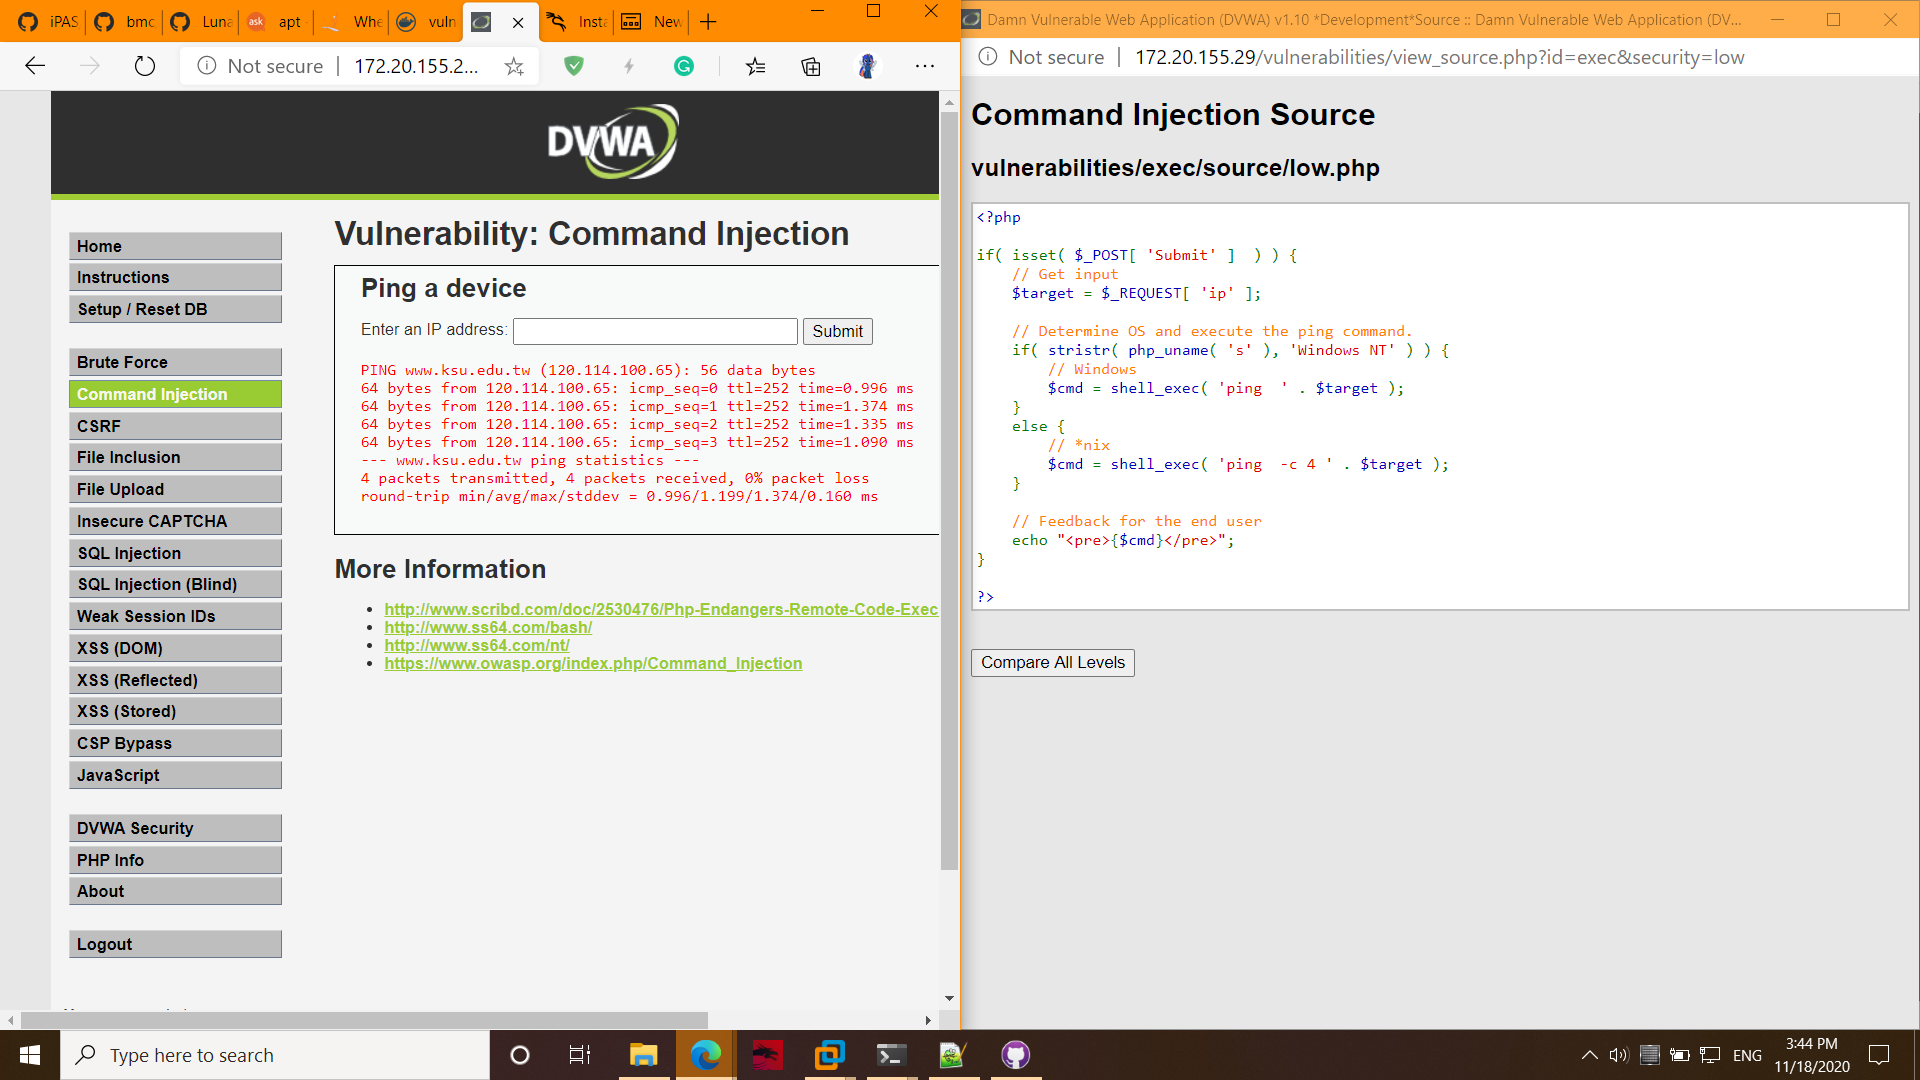 iPAS
bmc
Luna
ask
apt
Whe
vuln
Insta
New
Not secure
172.20.155.2...
DVWA
Home
Instructions
Setup / Reset DB
Brute Force
Command Injection
CSRF
File Inclusion
File Upload
Insecure CAPTCHA
SQL Injection
SQL Injection (Blind)
Weak Session IDs
XSS (DOM)
XSS (Reflected)
XSS (Stored)
CSP Bypass
JavaScript
DVWA Security
PHP Info
About
Logout
Vulnerability: Command Injection
Ping a device
Enter an IP address:
Submit
PING www.ksu.edu.tw (120.114.100.65): 56 data bytes
64 bytes from 120.114.100.65: icmp_seq=0 ttl=252 time=0.996 ms
64 bytes from 120.114.100.65: icmp_seq=1 ttl=252 time=1.374 ms
64 bytes from 120.114.100.65: icmp_seq=2 ttl=252 time=1.335 ms
64 bytes from 120.114.100.65: icmp_seq=3 ttl=252 time=1.090 ms
--- www.ksu.edu.tw ping statistics ---
4 packets transmitted, 4 packets received, 0% packet loss
round-trip min/avg/max/stddev = 0.996/1.199/1.374/0.160 ms
More Information
http://www.scribd.com/doc/2530476/Php-Endangers-Remote-Code-Exec
http://www.ss64.com/bash/
http://www.ss64.com/nt/
https://www.owasp.org/index.php/Command_Injection
Damn Vulnerable Web Application (DVWA) v1.10 *Development*Source :: Damn Vulnerable Web Application (DV...
Not secure
172.20.155.29/vulnerabilities/view_source.php?id=exec&security=low
Command Injection Source
vulnerabilities/exec/source/low.php
<?php
if( isset( $_POST[ 'Submit' ]  ) ) {
    // Get input
    $target = $_REQUEST[ 'ip' ];
    // Determine OS and execute the ping command.
    if( stristr( php_uname( 's' ), 'Windows NT' ) ) {
        // Windows
        $cmd = shell_exec( 'ping  ' . $target );
    }
    else {
        // *nix
        $cmd = shell_exec( 'ping  -c 4 ' . $target );
    }
    // Feedback for the end user
    echo "<pre>{$cmd}</pre>";
}
?>
Compare All Levels
Type here to search
ENG
3:44 PM
11/18/2020